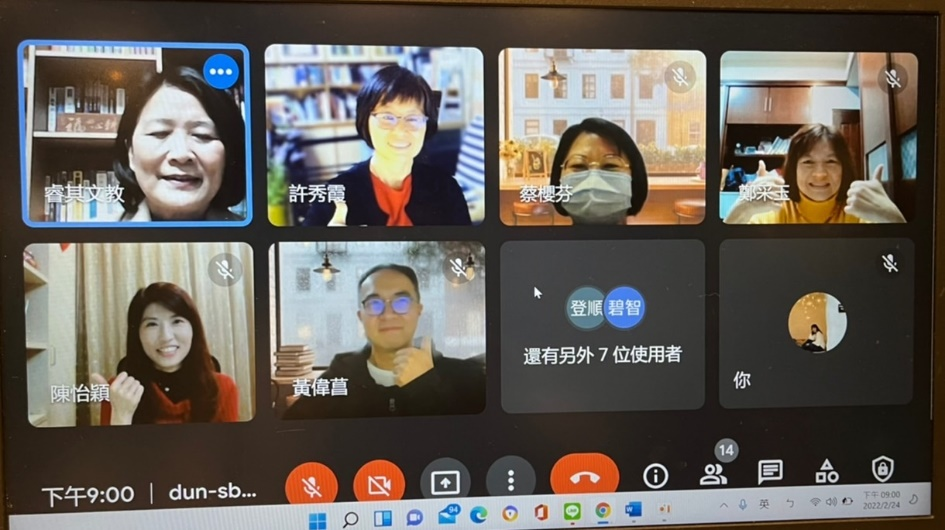 睿其文教
許秀霞
蔡櫻芬
鄭采玉
陳怡穎
黃偉菖
登順
碧智
還有另外 7 位使用者
你
下午9:00 | dun-sb...
14
94
英
ㄅ
下午 09:00
2022/2/24